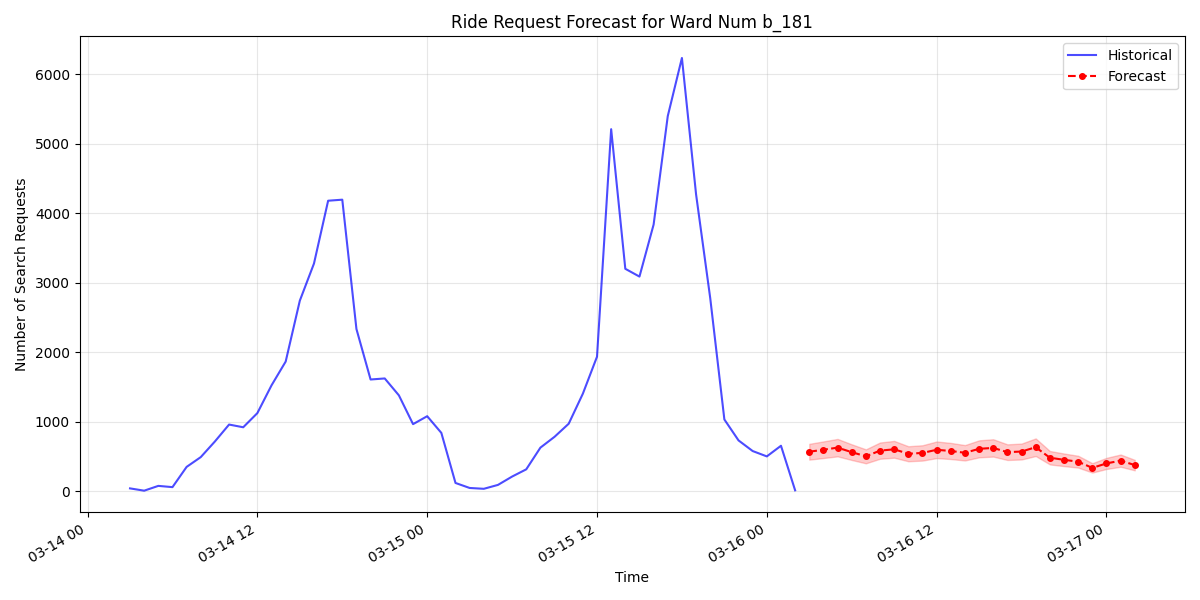 Ride Request Forecast for Ward Num b_181
Historical
Forecast
Number of Search Requests
6000
5000
4000
3000
2000
1000
0
03-14 00
03-14 12
03-15 00
03-15 12
03-16 00
03-16 12
03-17 00
Time